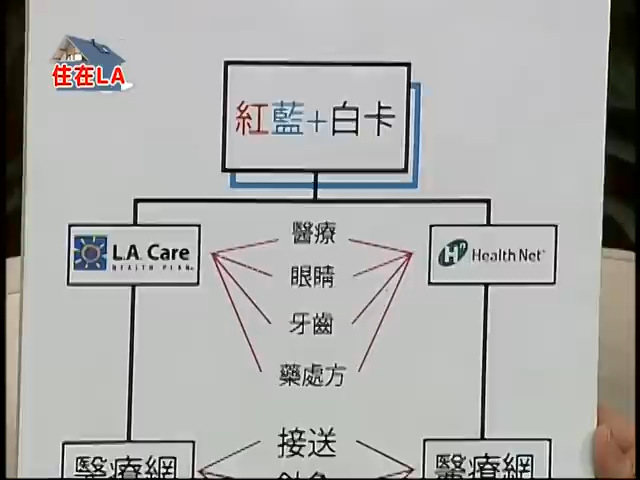 住在LA
紅藍+白卡
L.A. Care
HEALTH PLAN
醫療
Health Net
眼睛
牙齒
藥處方
接送
醫療網
醫療網